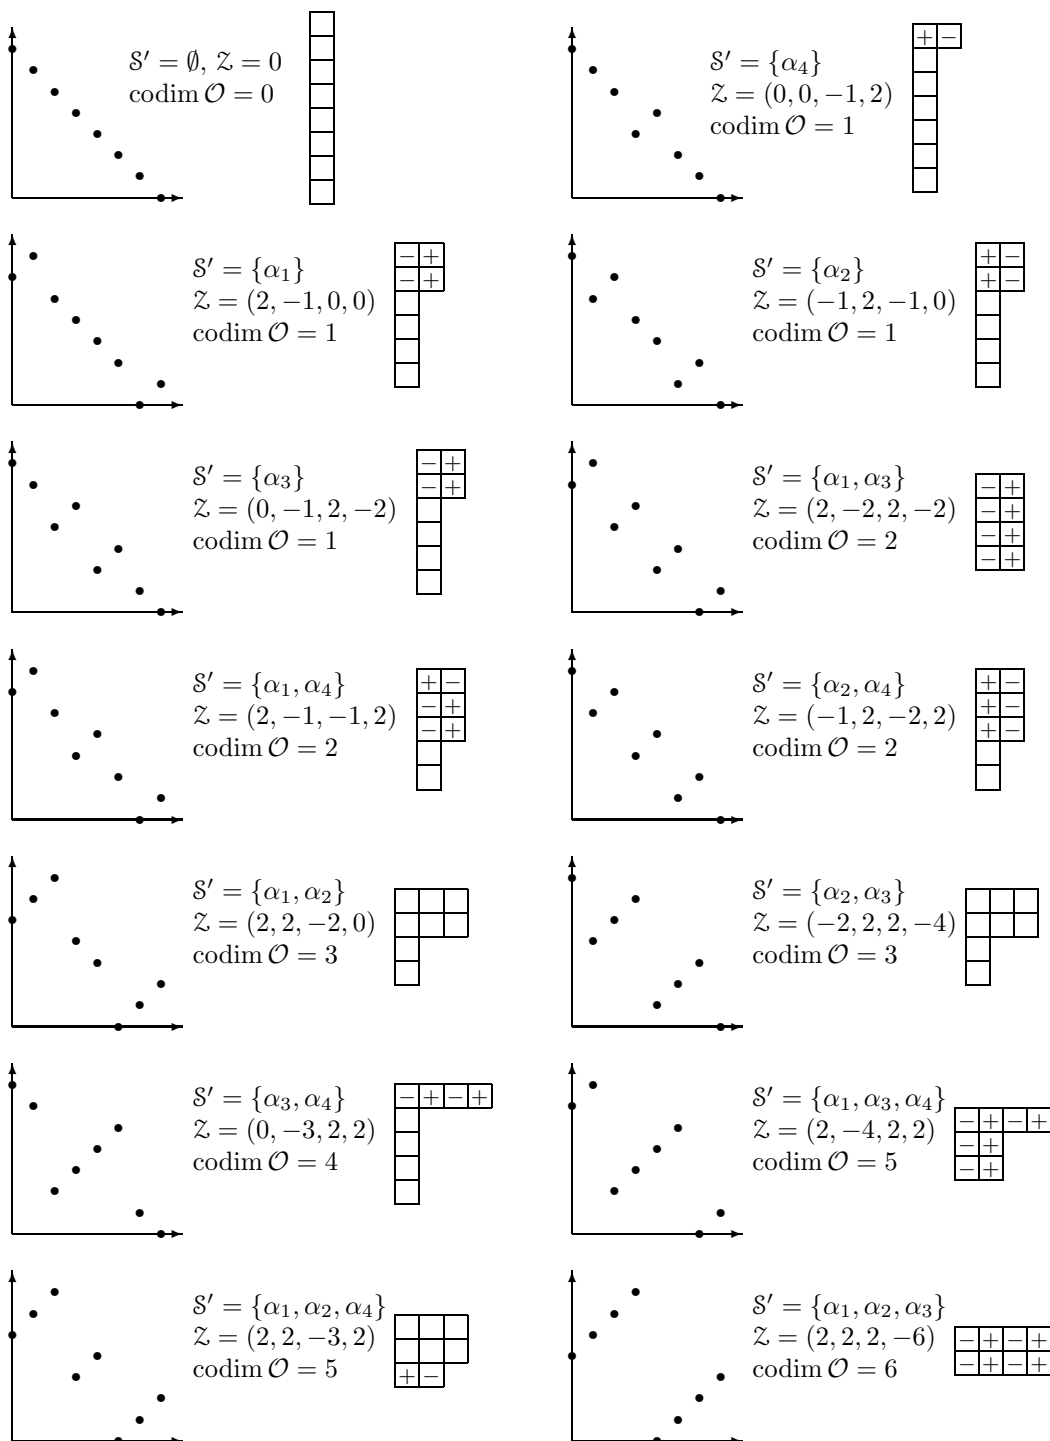 𝒮′ = ∅, 𝒵 = 0
codim 𝒪 = 0
𝒮′ = {α₄}
𝒵 = (0, 0, −1, 2)
codim 𝒪 = 1
+ −
𝒮′ = {α₁}
𝒵 = (2, −1, 0, 0)
codim 𝒪 = 1
− +
− +
𝒮′ = {α₂}
𝒵 = (−1, 2, −1, 0)
codim 𝒪 = 1
+ −
+ −
𝒮′ = {α₃}
𝒵 = (0, −1, 2, −2)
codim 𝒪 = 1
− +
− +
𝒮′ = {α₁, α₃}
𝒵 = (2, −2, 2, −2)
codim 𝒪 = 2
− +
− +
− +
− +
𝒮′ = {α₁, α₄}
𝒵 = (2, −1, −1, 2)
codim 𝒪 = 2
+ −
− +
− +
𝒮′ = {α₂, α₄}
𝒵 = (−1, 2, −2, 2)
codim 𝒪 = 2
+ −
+ −
+ −
𝒮′ = {α₁, α₂}
𝒵 = (2, 2, −2, 0)
codim 𝒪 = 3
𝒮′ = {α₂, α₃}
𝒵 = (−2, 2, 2, −4)
codim 𝒪 = 3
𝒮′ = {α₃, α₄}
𝒵 = (0, −3, 2, 2)
codim 𝒪 = 4
− + − +
𝒮′ = {α₁, α₃, α₄}
𝒵 = (2, −4, 2, 2)
codim 𝒪 = 5
− + − +
− +
− +
𝒮′ = {α₁, α₂, α₄}
𝒵 = (2, 2, −3, 2)
codim 𝒪 = 5
+ −
𝒮′ = {α₁, α₂, α₃}
𝒵 = (2, 2, 2, −6)
codim 𝒪 = 6
− + − +
− + − +